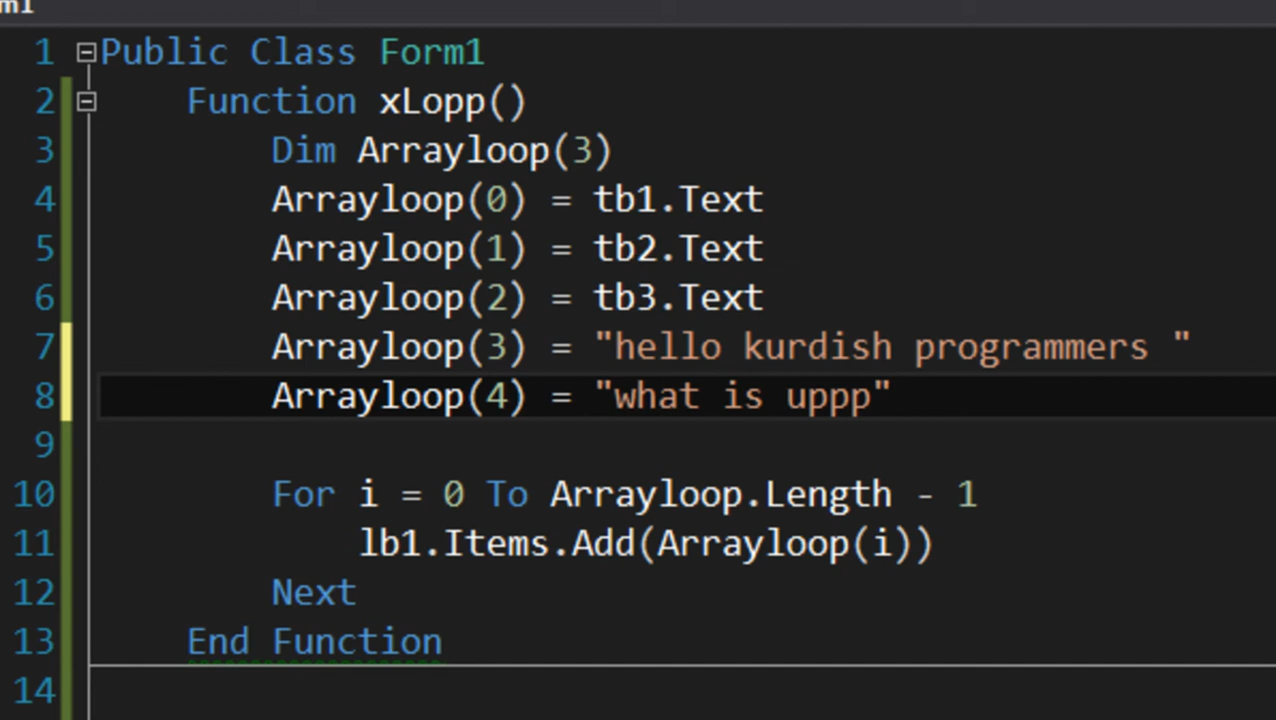 1 Public Class Form1
2 Function xLopp()
3 Dim Arrayloop(3)
4 Arrayloop(0) = tb1.Text
5 Arrayloop(1) = tb2.Text
6 Arrayloop(2) = tb3.Text
7 Arrayloop(3) = "hello kurdish programmers "
8 Arrayloop(4) = "what is uppp"
9
10 For i = 0 To Arrayloop.Length - 1
11 lb1.Items.Add(Arrayloop(i))
12 Next
13 End Function
14